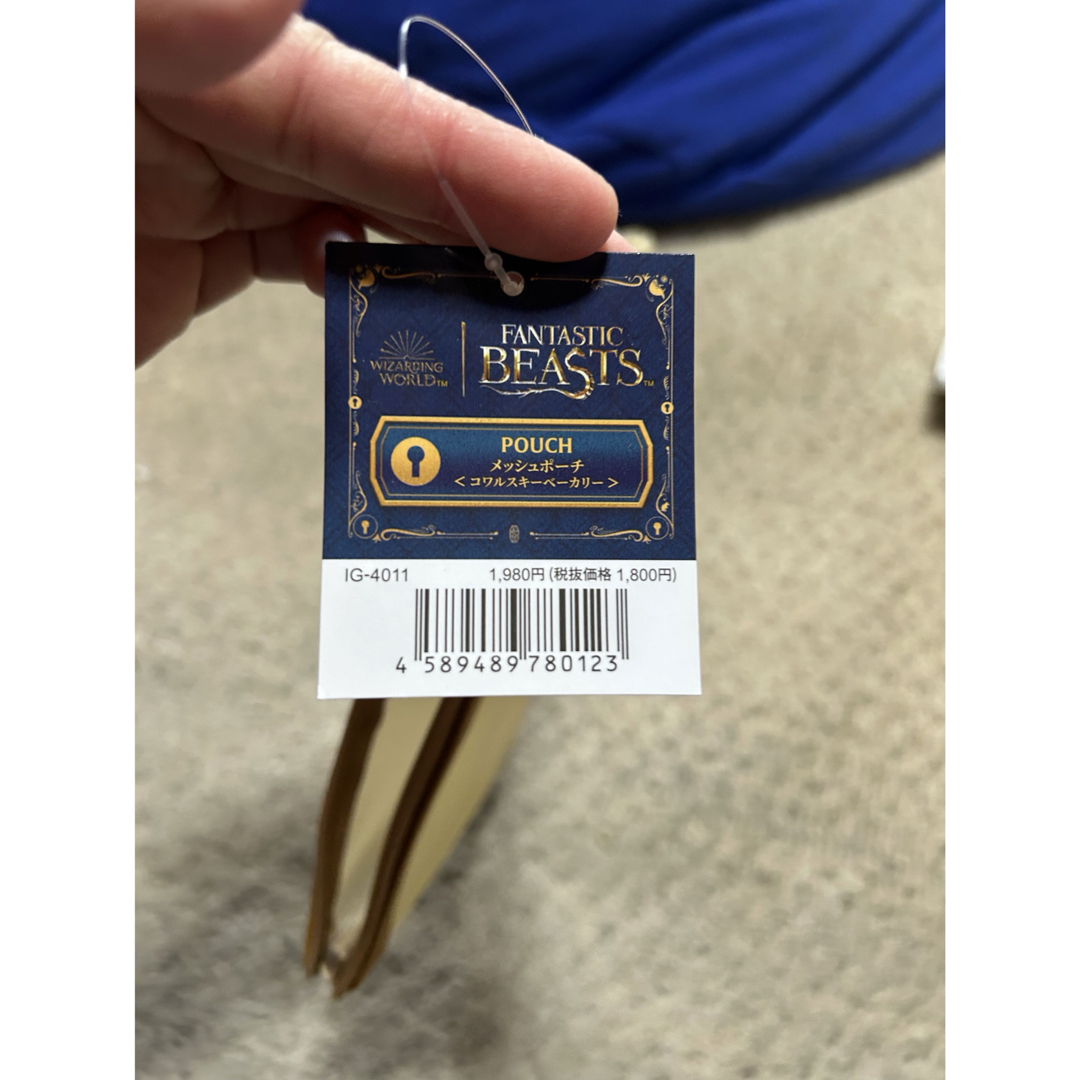 WIZARDING
WORLD™
FANTASTIC
BEASTS™
POUCH
メッシュポーチ
<コワルスキーベーカリー>
IG-4011 1,980円(税抜価格 1,800円)
4 589489 780123